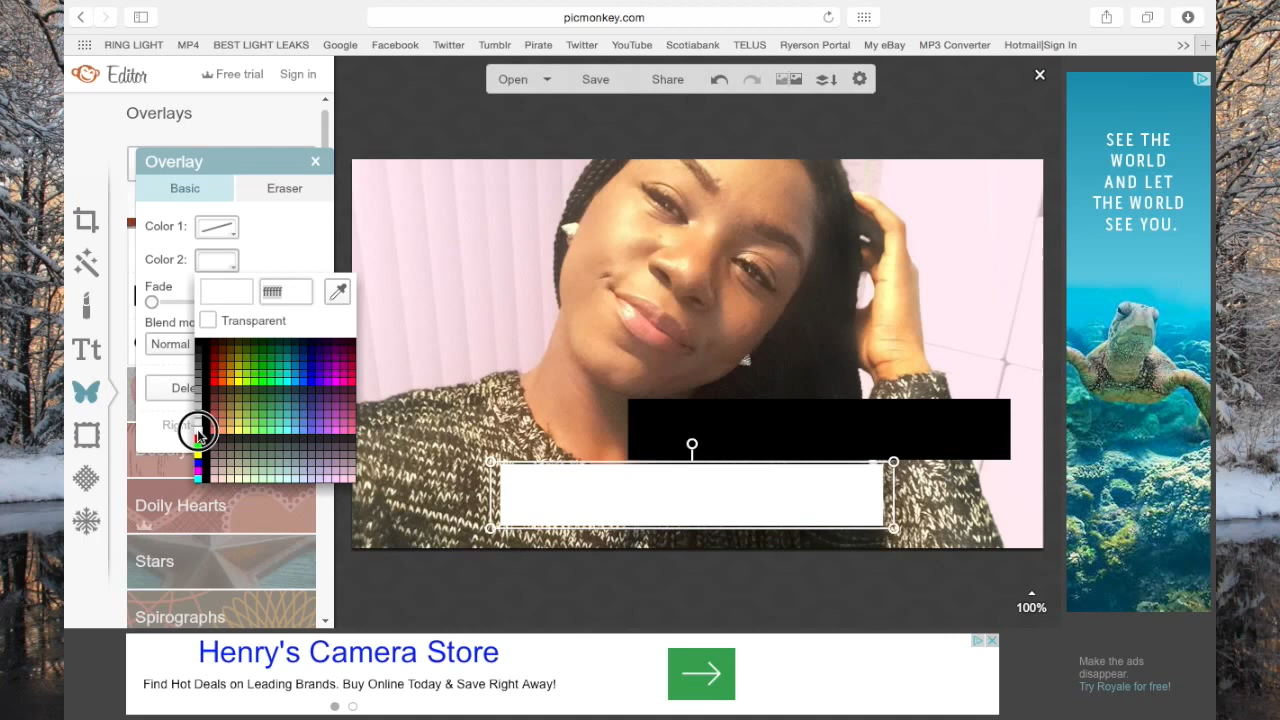 picmonkey.com
RING LIGHT MP4 BEST LIGHT LEAKS Google Facebook Twitter Tumblr Pirate Twitter YouTube Scotiabank TELUS Ryerson Portal My eBay MP3 Converter Hotmail|Sign In
Editor Free trial Sign in
Open Save Share
Overlays
Overlay x
Basic Eraser
Color 1:
Color 2:
Fade
ffffff
Transparent
Blend mo
Normal
Dele
Right
Tt
Doily Hearts
Stars
Spirographs
100%
SEE THE
WORLD
AND LET
THE WORLD
SEE YOU.
Henry's Camera Store
Find Hot Deals on Leading Brands. Buy Online Today & Save Right Away!
Make the ads
disappear.
Try Royale for free!